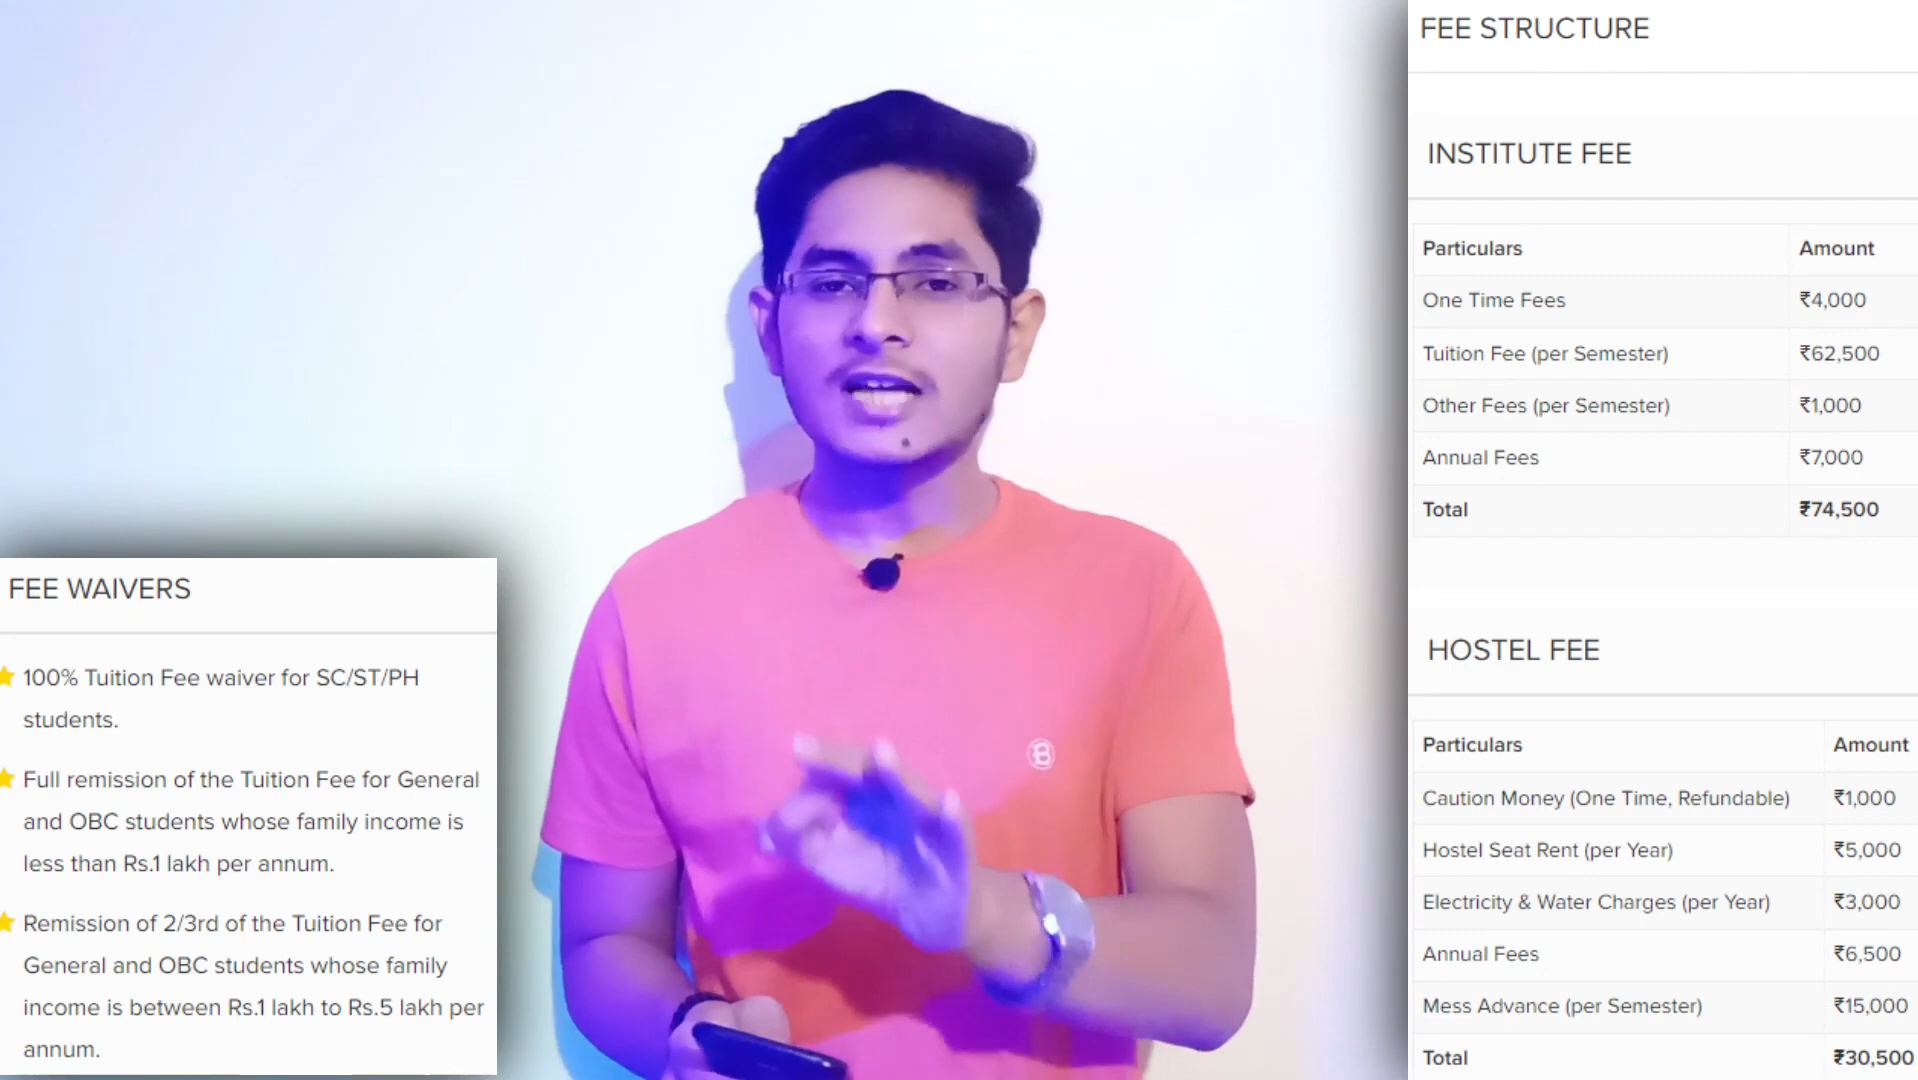 FEE STRUCTURE
INSTITUTE FEE
Particulars Amount
One Time Fees ₹4,000
Tuition Fee (per Semester) ₹62,500
Other Fees (per Semester) ₹1,000
Annual Fees ₹7,000
Total ₹74,500
HOSTEL FEE
Particulars Amount
Caution Money (One Time, Refundable) ₹1,000
Hostel Seat Rent (per Year) ₹5,000
Electricity & Water Charges (per Year) ₹3,000
Annual Fees ₹6,500
Mess Advance (per Semester) ₹15,000
Total ₹30,500
FEE WAIVERS
100% Tuition Fee waiver for SC/ST/PH
students.
Full remission of the Tuition Fee for General
and OBC students whose family income is
less than Rs.1 lakh per annum.
Remission of 2/3rd of the Tuition Fee for
General and OBC students whose family
income is between Rs.1 lakh to Rs.5 lakh per
annum.
B